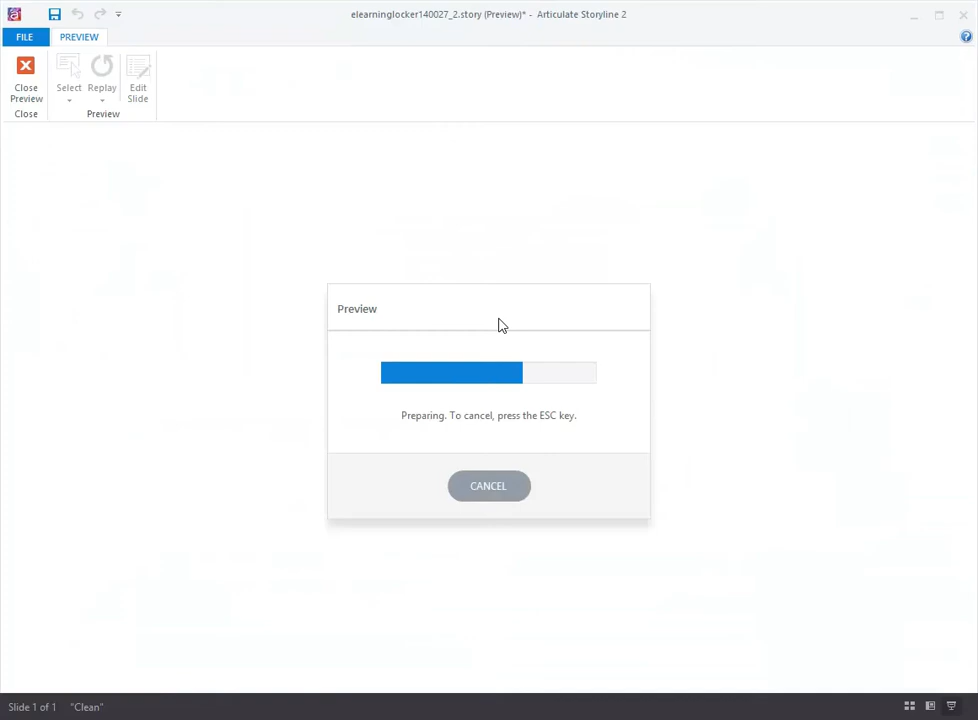 elearninglocker140027_2.story (Preview)* - Articulate Storyline 2
FILE
PREVIEW
Close
Preview
Select
Replay
Edit
Slide
Close
Preview
Preview
Preparing. To cancel, press the ESC key.
CANCEL
Slide 1 of 1
"Clean"